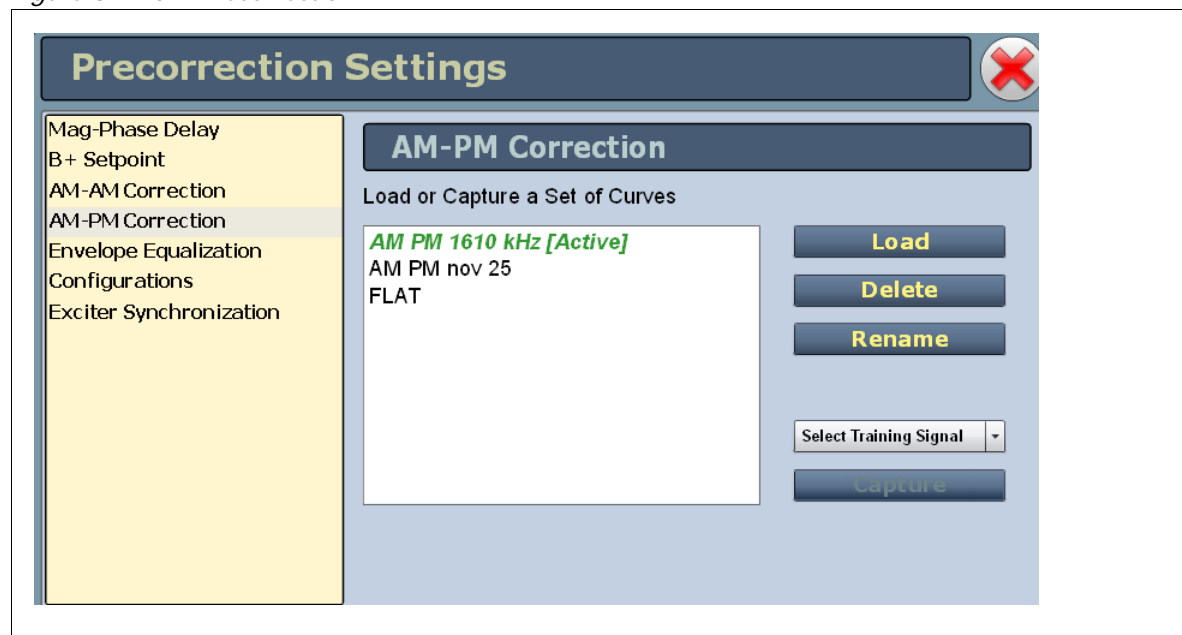 Precorrection Settings
Mag-Phase Delay
B+ Setpoint
AM-AM Correction
AM-PM Correction
Envelope Equalization
Configurations
Exciter Synchronization
AM-PM Correction
Load or Capture a Set of Curves
AM PM 1610 kHz [Active]
AM PM nov 25
FLAT
Load
Delete
Rename
Select Training Signal
Capture